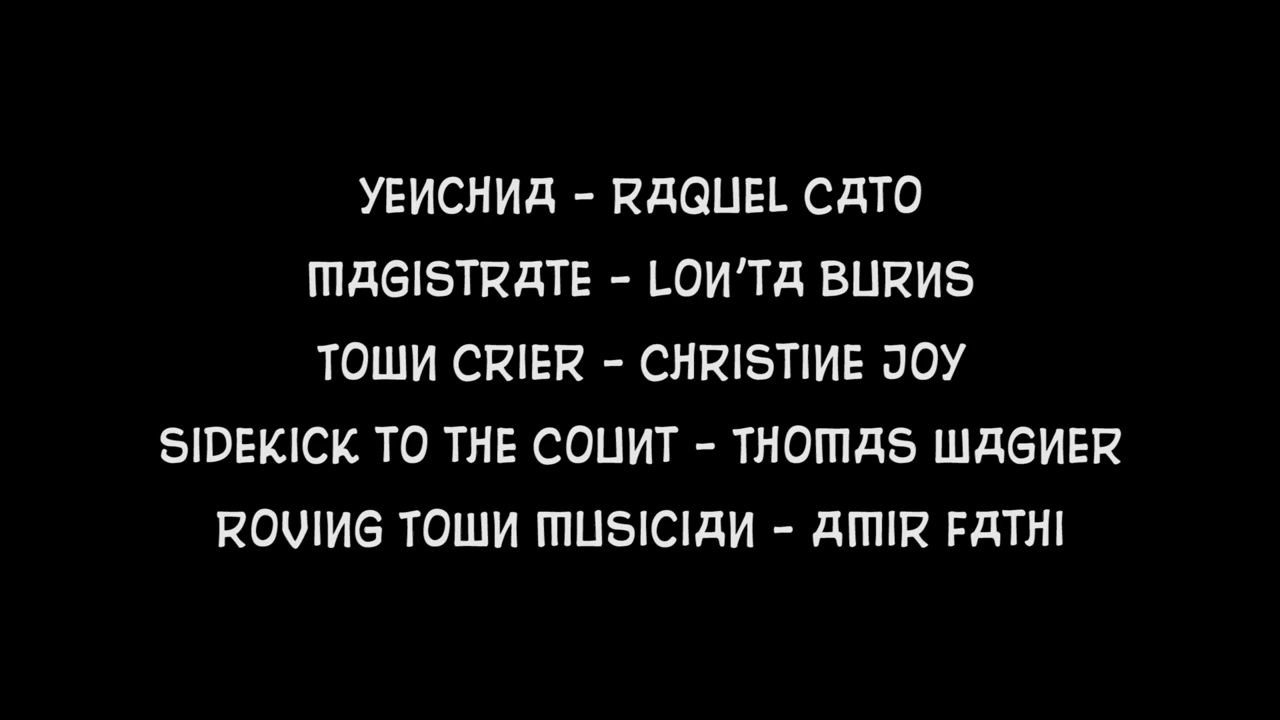 YENCHNA - RAQUEL CATO
MAGISTRATE - LON'TA BURNS
TOWN CRIER - CHRISTINE JOY
SIDEKICK TO THE COUNT - THOMAS WAGNER
ROVING TOWN MUSICIAN - AMIR FATHI